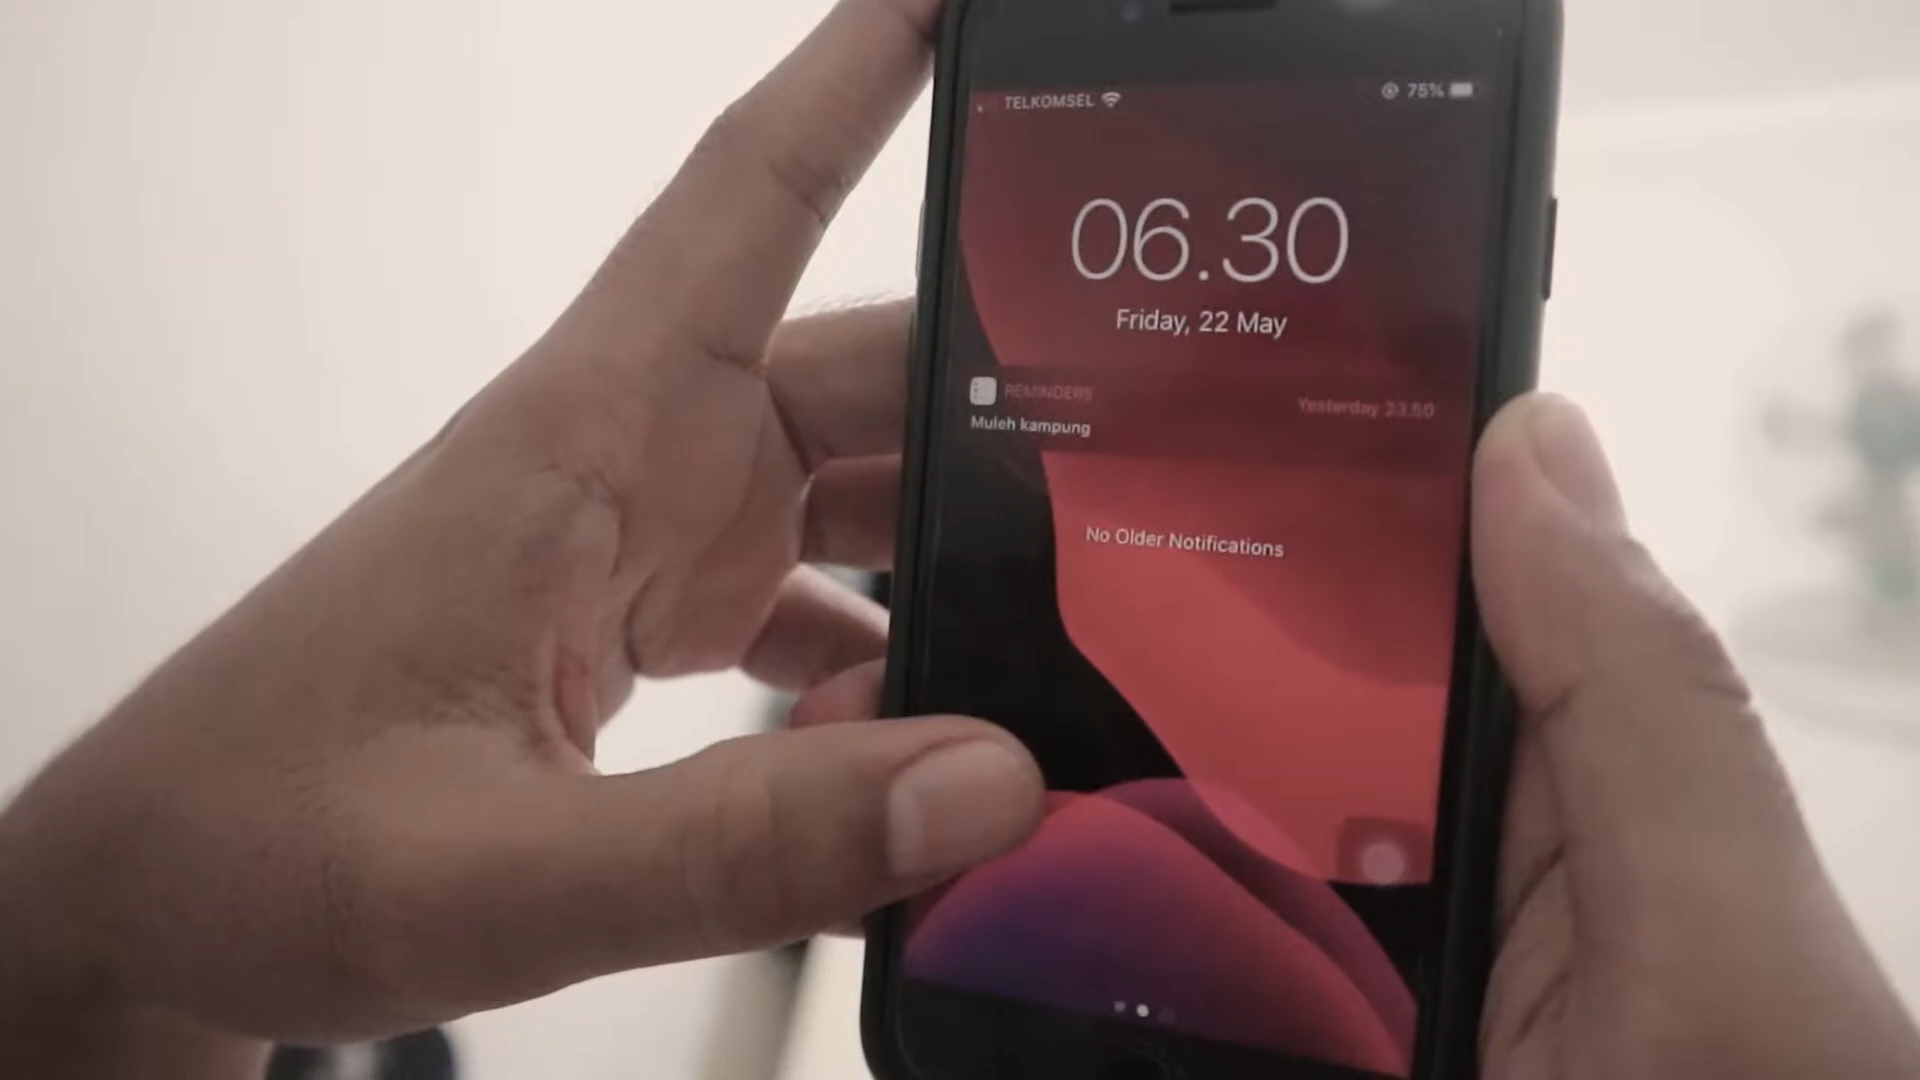 TELKOMSEL 75%
06.30
Friday, 22 May
REMINDERS Yesterday 23.50
Muleh kampung
No Older Notifications